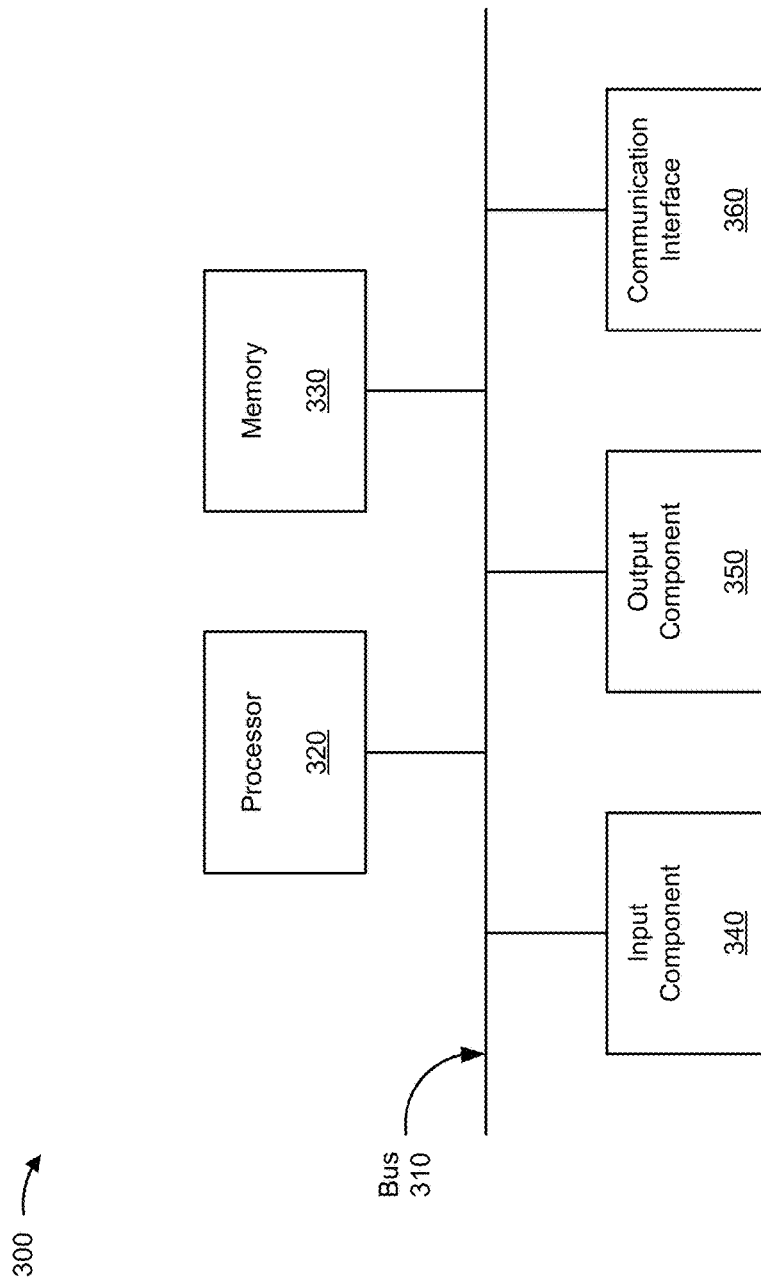 300
Bus
310
Processor
320
Memory
330
Input
Component
340
Output
Component
350
Communication
Interface
360